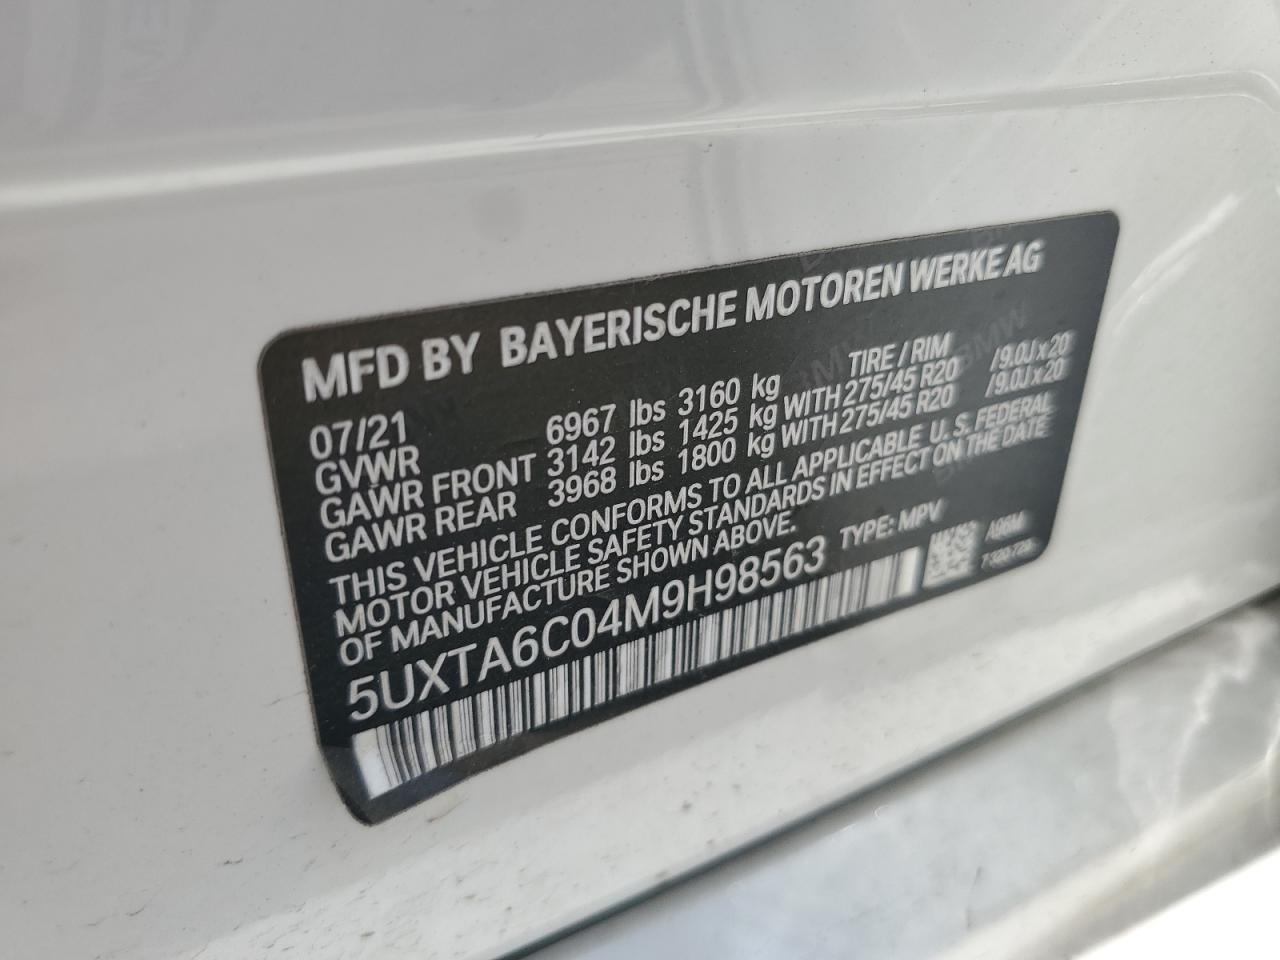 MFD BY BAYERISCHE MOTOREN WERKE AG
07/21 TIRE / RIM
GVWR 6967 lbs 3160 kg
GAWR FRONT 3142 lbs 1425 kg WITH 275/45 R20 /9.0J x 20
GAWR REAR 3968 lbs 1800 kg WITH 275/45 R20 /9.0J x 20
THIS VEHICLE CONFORMS TO ALL APPLICABLE U.S. FEDERAL
MOTOR VEHICLE SAFETY STANDARDS IN EFFECT ON THE DATE
OF MANUFACTURE SHOWN ABOVE.
5UXTA6C04M9H98563 TYPE: MPV
A96M